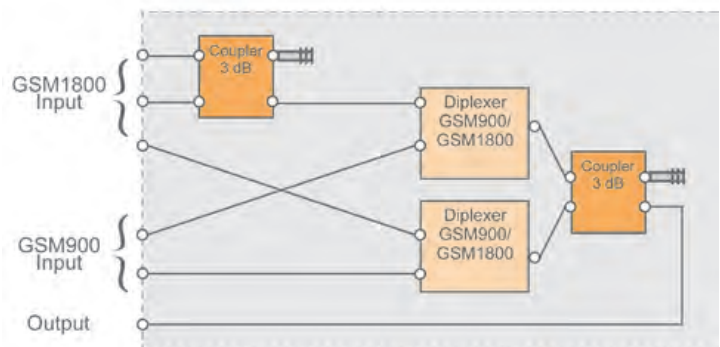 Coupler
3 dB
GSM1800
Input
Diplexer
GSM900/
GSM1800
Coupler
3 dB
Diplexer
GSM900/
GSM1800
GSM900
Input
Output